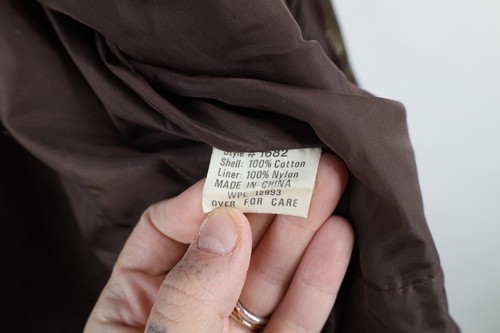 Style # 1682
Shell: 100% Cotton
Liner: 100% Nylon
MADE IN CHINA
WPL 12993
OVER FOR CARE